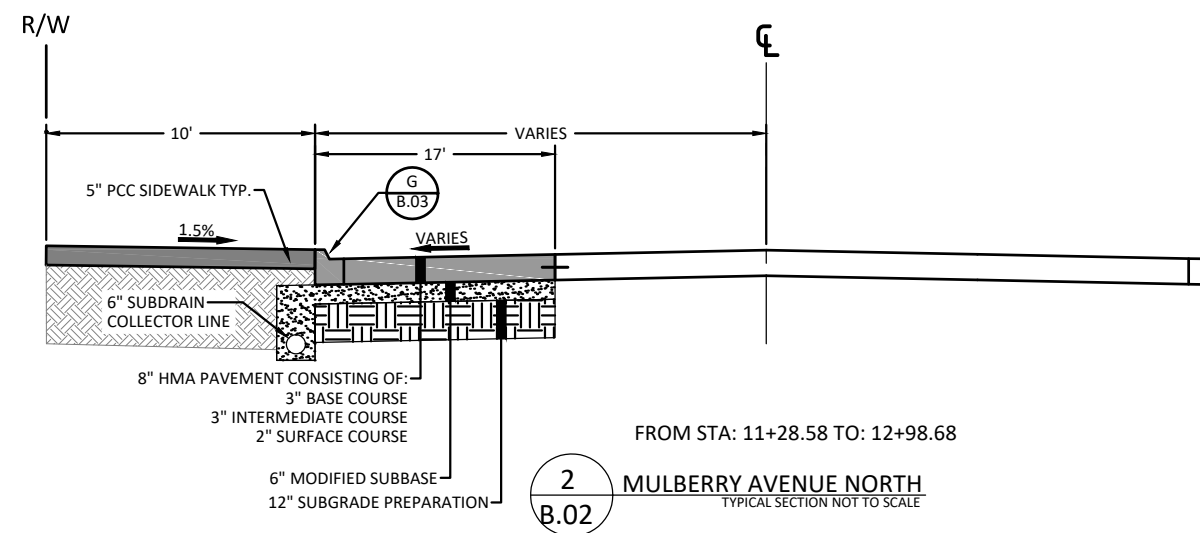 R/W
℄
10'
VARIES
17'
5" PCC SIDEWALK TYP.
G
B.03
1.5%
VARIES
6" SUBDRAIN
COLLECTOR LINE
8" HMA PAVEMENT CONSISTING OF:
3" BASE COURSE
3" INTERMEDIATE COURSE
2" SURFACE COURSE
FROM STA: 11+28.58 TO: 12+98.68
6" MODIFIED SUBBASE
12" SUBGRADE PREPARATION
2
B.02
MULBERRY AVENUE NORTH
TYPICAL SECTION NOT TO SCALE